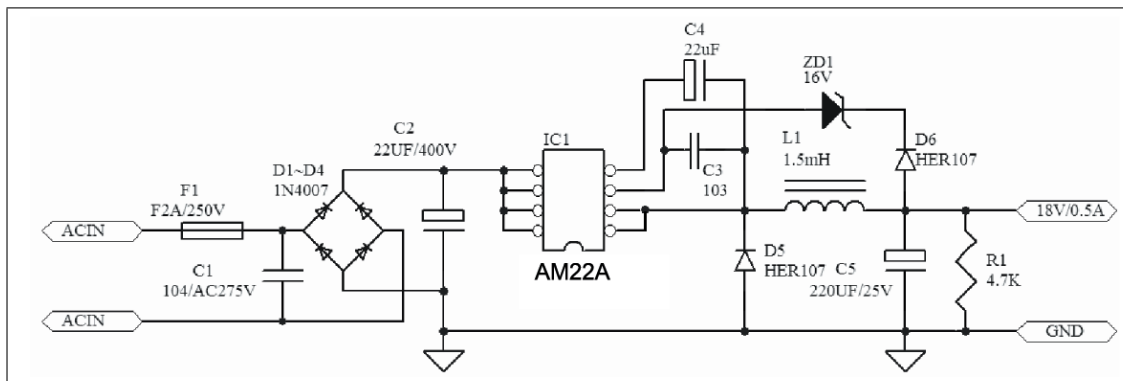 C4
22uF
ZD1
16V
IC1
C2
22UF/400V
L1
1.5mH
D6
HER107
D1~D4
1N4007
C3
103
F1
F2A/250V
18V/0.5A
ACIN
D5
HER107
C5
220UF/25V
R1
4.7K
AM22A
C1
104/AC275V
ACIN
GND